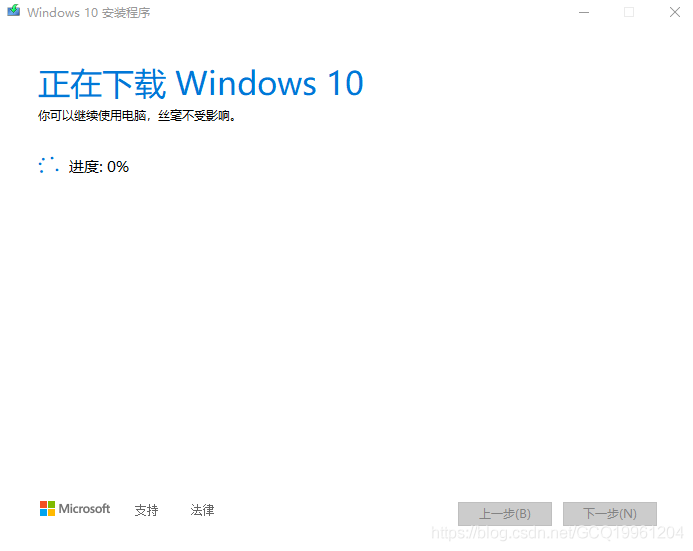 Windows 10 安装程序
正在下载 Windows 10
你可以继续使用电脑，丝毫不受影响。
进度: 0%
Microsoft 支持 法律 上一步(B) 下一步(N)
https://blog.csdn.net/GCQ19961204